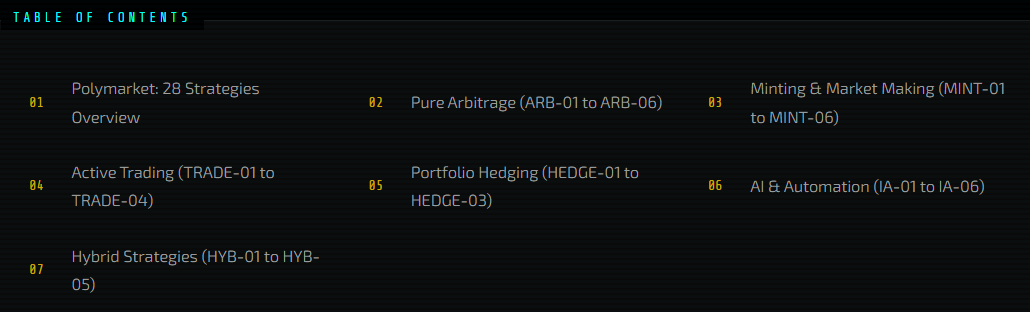 TABLE OF CONTENTS
01
Polymarket: 28 Strategies
Overview
02
Pure Arbitrage (ARB-01 to ARB-06)
03
Minting & Market Making (MINT-01
to MINT-06)
04
Active Trading (TRADE-01 to
TRADE-04)
05
Portfolio Hedging (HEDGE-01 to
HEDGE-03)
06
AI & Automation (IA-01 to IA-06)
07
Hybrid Strategies (HYB-01 to HYB-
05)